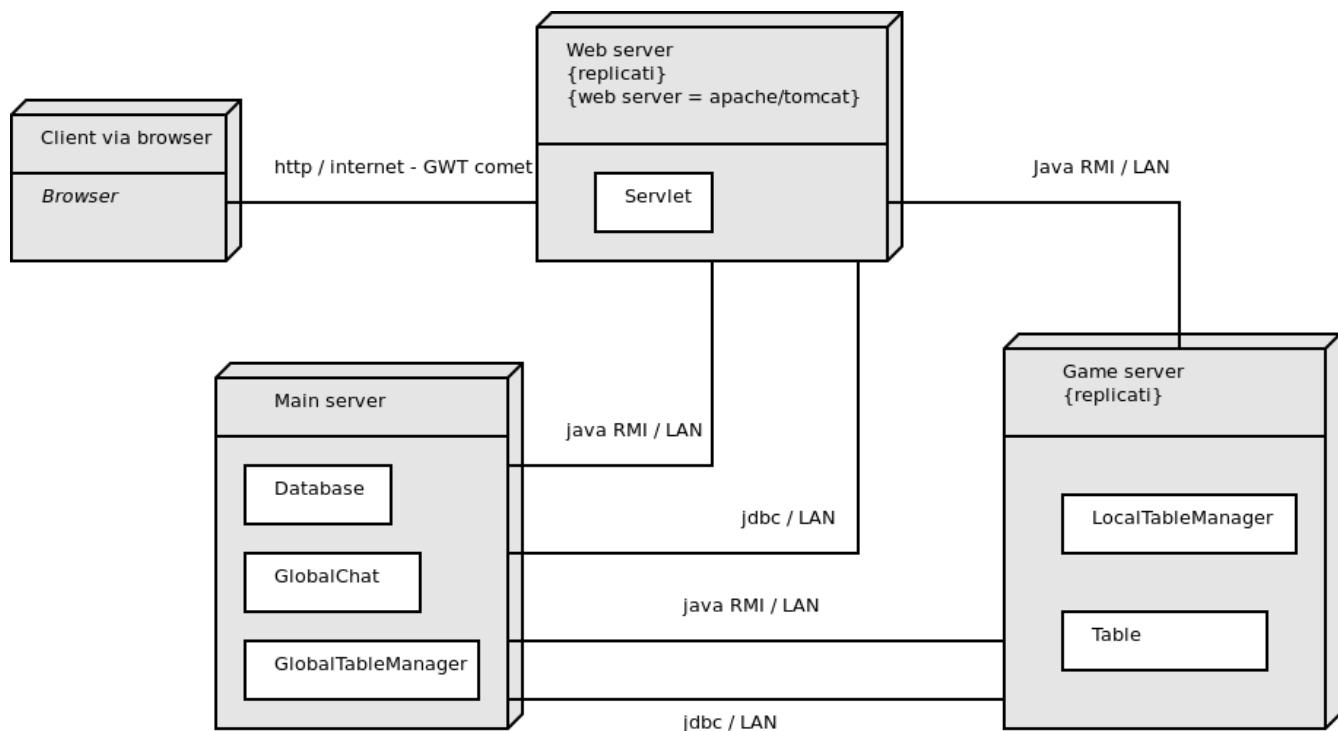 Web server
{replicati}
{web server = apache/tomcat}
Client via browser
Browser
http / internet - GWT comet
Servlet
Java RMI / LAN
Main server
Database
GlobalChat
GlobalTableManager
java RMI / LAN
jdbc / LAN
java RMI / LAN
jdbc / LAN
Game server
{replicati}
LocalTableManager
Table